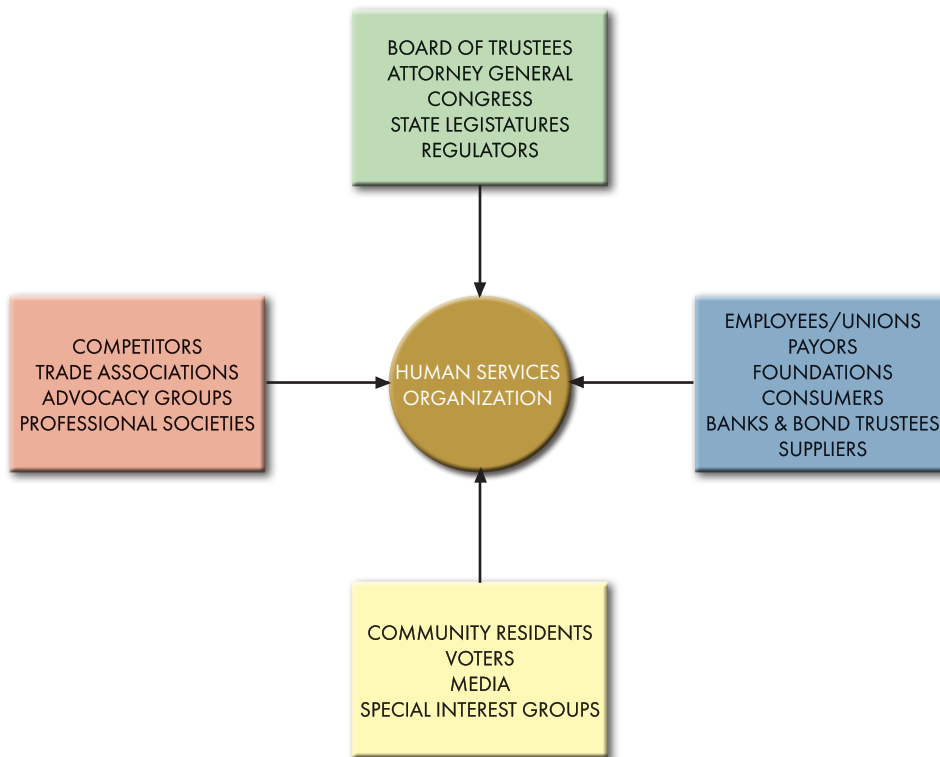 BOARD OF TRUSTEES
ATTORNEY GENERAL
CONGRESS
STATE LEGISTATURES
REGULATORS
COMPETITORS
TRADE ASSOCIATIONS
ADVOCACY GROUPS
PROFESSIONAL SOCIETIES
HUMAN SERVICES
ORGANIZATION
EMPLOYEES/UNIONS
PAYORS
FOUNDATIONS
CONSUMERS
BANKS & BOND TRUSTEES
SUPPLIERS
COMMUNITY RESIDENTS
VOTERS
MEDIA
SPECIAL INTEREST GROUPS